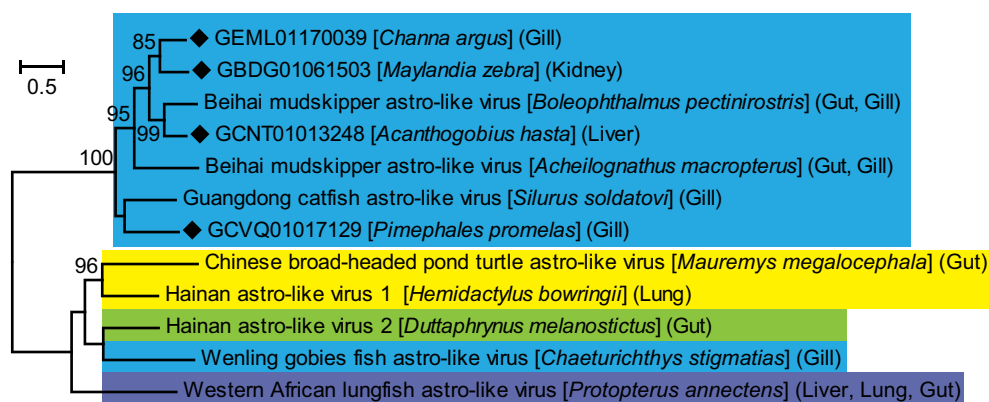 85
◆ GEML01170039 [Channa argus] (Gill)
96
◆ GBDG01061503 [Maylandia zebra] (Kidney)
0.5
Beihai mudskipper astro-like virus [Boleophthalmus pectinirostris] (Gut, Gill)
95
99
◆ GCNT01013248 [Acanthogobius hasta] (Liver)
100
Beihai mudskipper astro-like virus [Acheilognathus macropterus] (Gut, Gill)
Guangdong catfish astro-like virus [Silurus soldatovi] (Gill)
◆ GCVQ01017129 [Pimephales promelas] (Gill)
96
Chinese broad-headed pond turtle astro-like virus [Mauremys megalocephala] (Gut)
Hainan astro-like virus 1 [Hemidactylus bowringii] (Lung)
Hainan astro-like virus 2 [Duttaphrynus melanostictus] (Gut)
Wenling gobies fish astro-like virus [Chaeturichthys stigmatias] (Gill)
Western African lungfish astro-like virus [Protopterus annectens] (Liver, Lung, Gut)